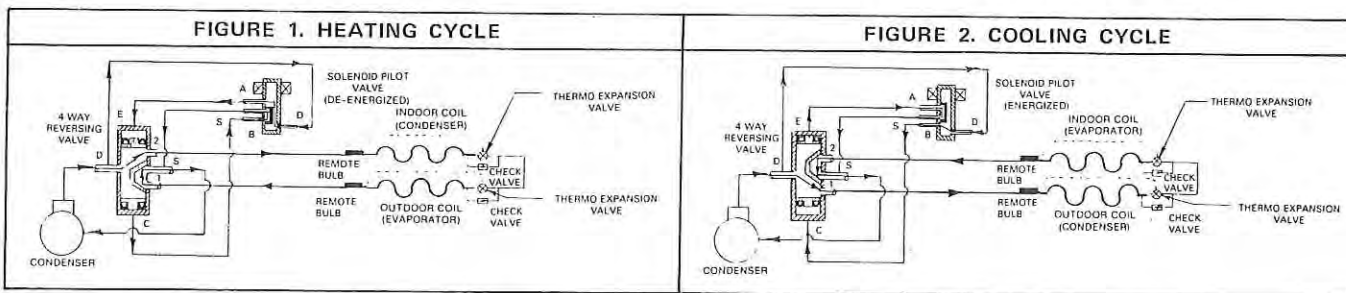 FIGURE 1. HEATING CYCLE
SOLENOID PILOT
VALVE
(DE-ENERGIZED)
A
E
D
S
B
4 WAY
REVERSING
VALVE
D
2
S
1
C
INDOOR COIL
(CONDENSER)
THERMO EXPANSION
VALVE
REMOTE
BULB
CHECK
VALVE
REMOTE
BULB
OUTDOOR COIL
(EVAPORATOR)
CHECK
VALVE
THERMO EXPANSION
VALVE
CONDENSER
FIGURE 2. COOLING CYCLE
SOLENOID PILOT
VALVE
(ENERGIZED)
A
E
D
S
B
4 WAY
REVERSING
VALVE
D
2
S
1
C
INDOOR COIL
(EVAPORATOR)
THERMO EXPANSION
VALVE
REMOTE
BULB
CHECK
VALVE
REMOTE
BULB
OUTDOOR COIL
(CONDENSER)
CHECK
VALVE
THERMO EXPANSION
VALVE
CONDENSER